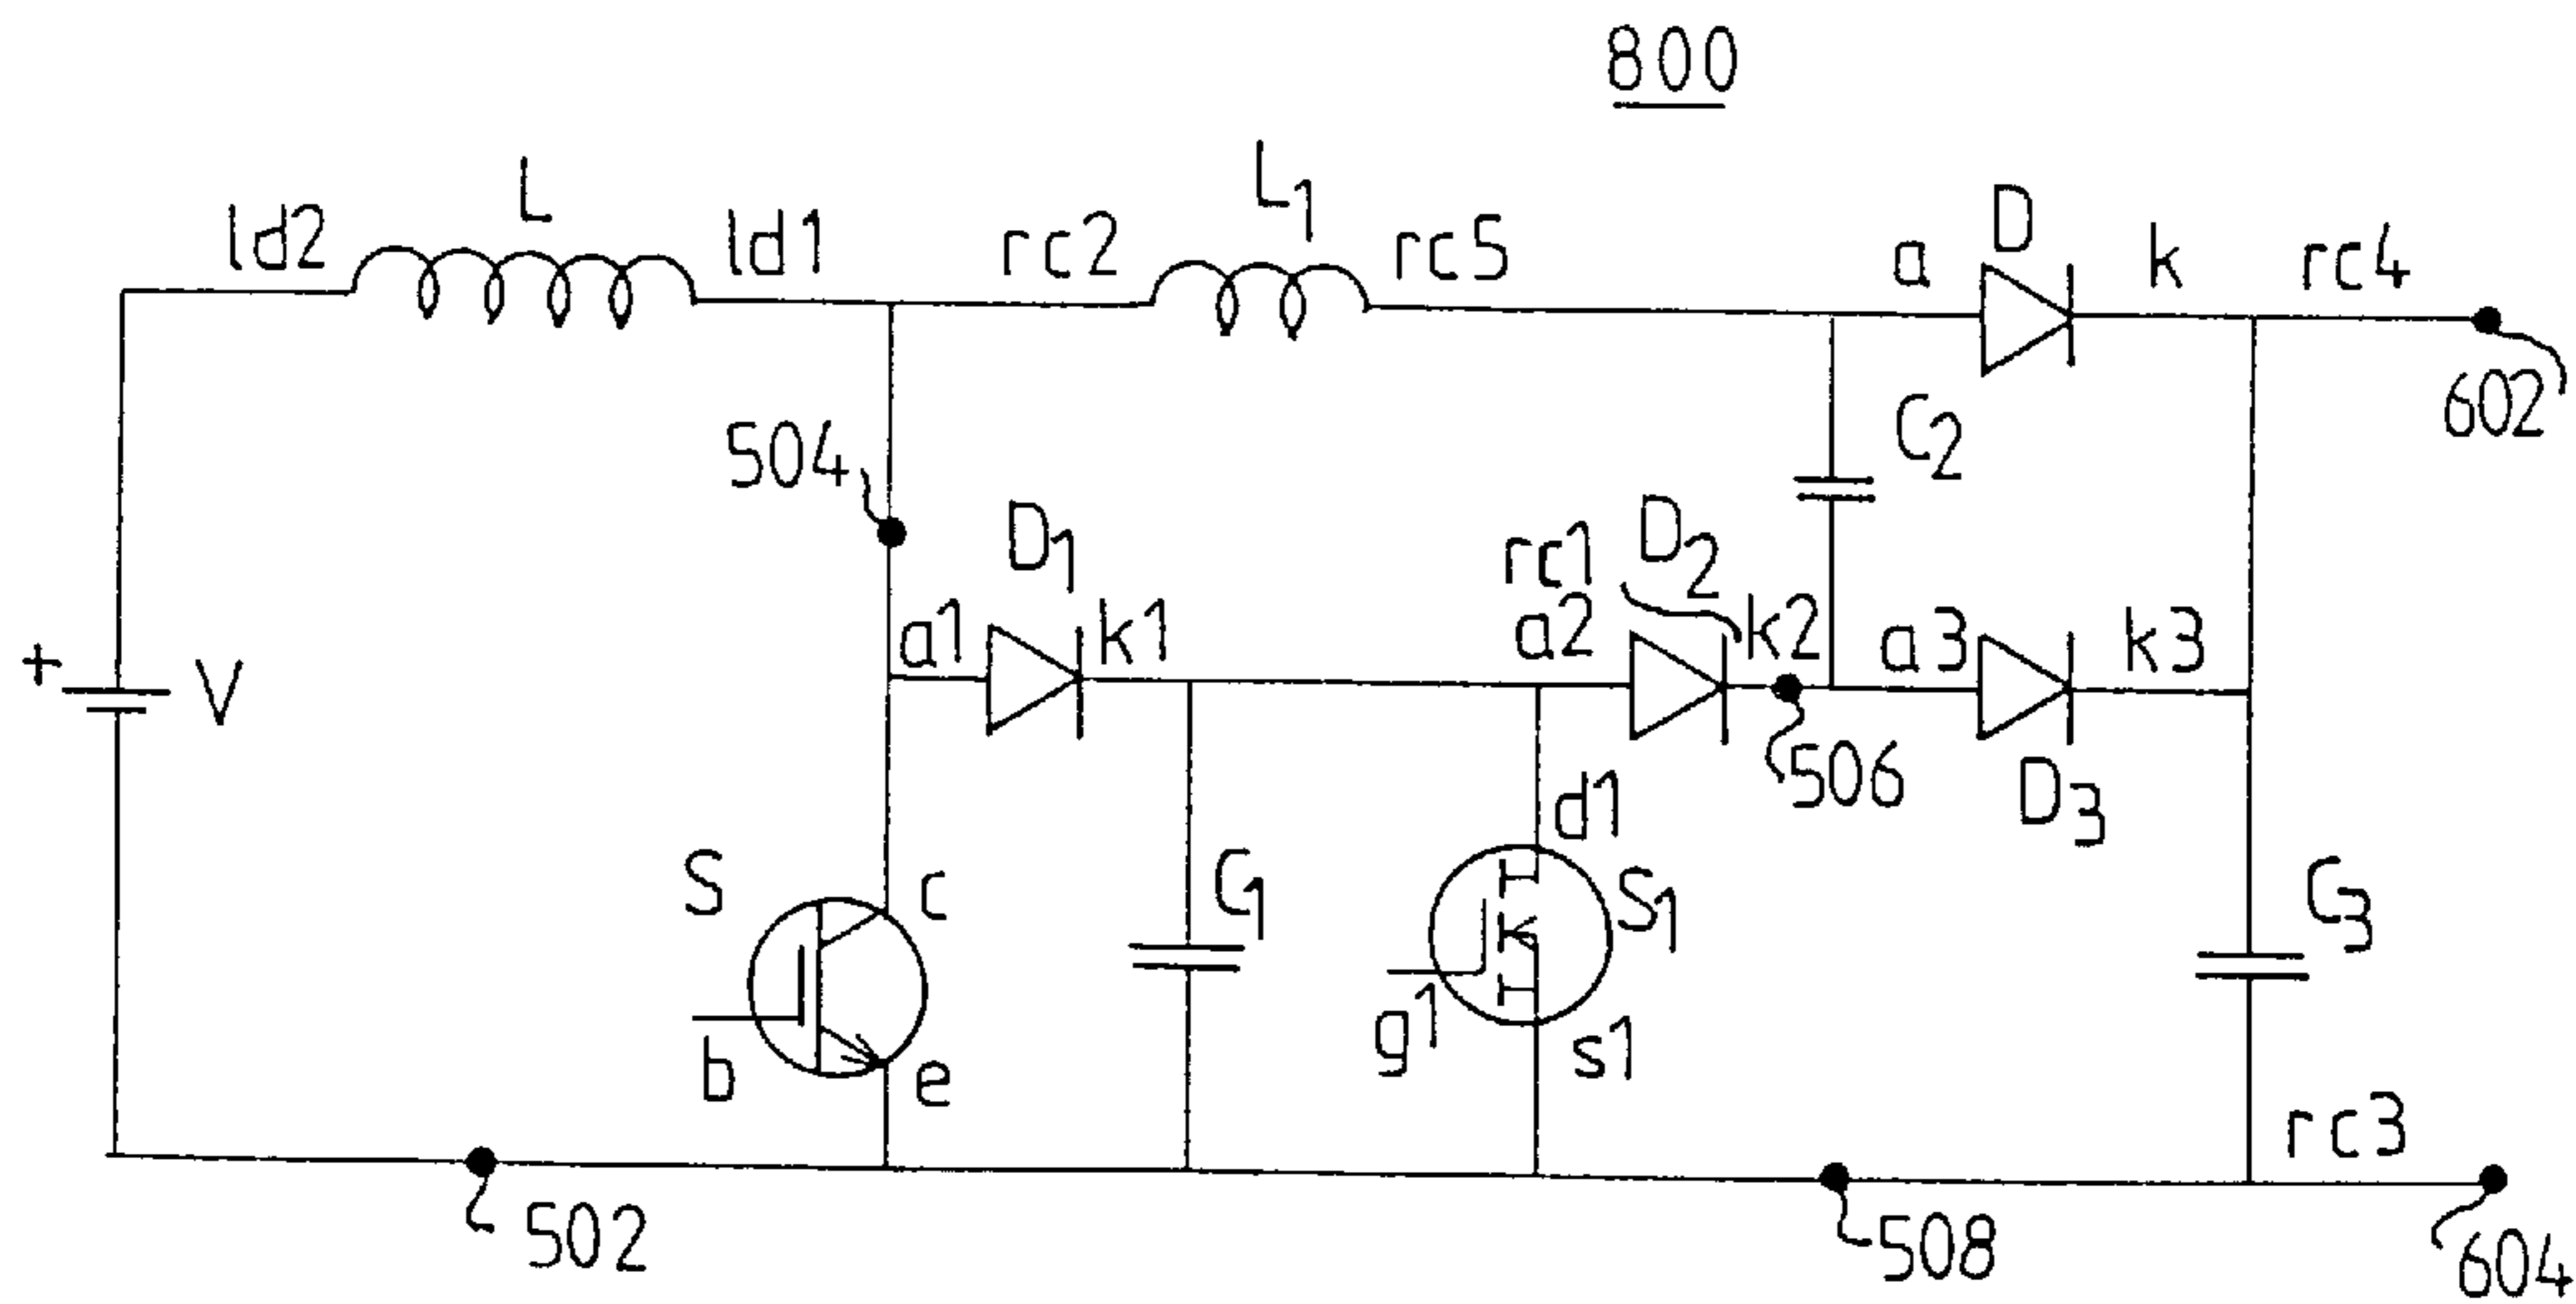 800
L
L1
D
ld2
ld1
rc2
rc5
a
k
rc4
602
504
C2
D1
rc1
D2
+
V
a1
k1
a2
k2
a3
k3
506
D3
d1
S
c
C1
S1
C3
g1
b
e
s1
rc3
502
508
604